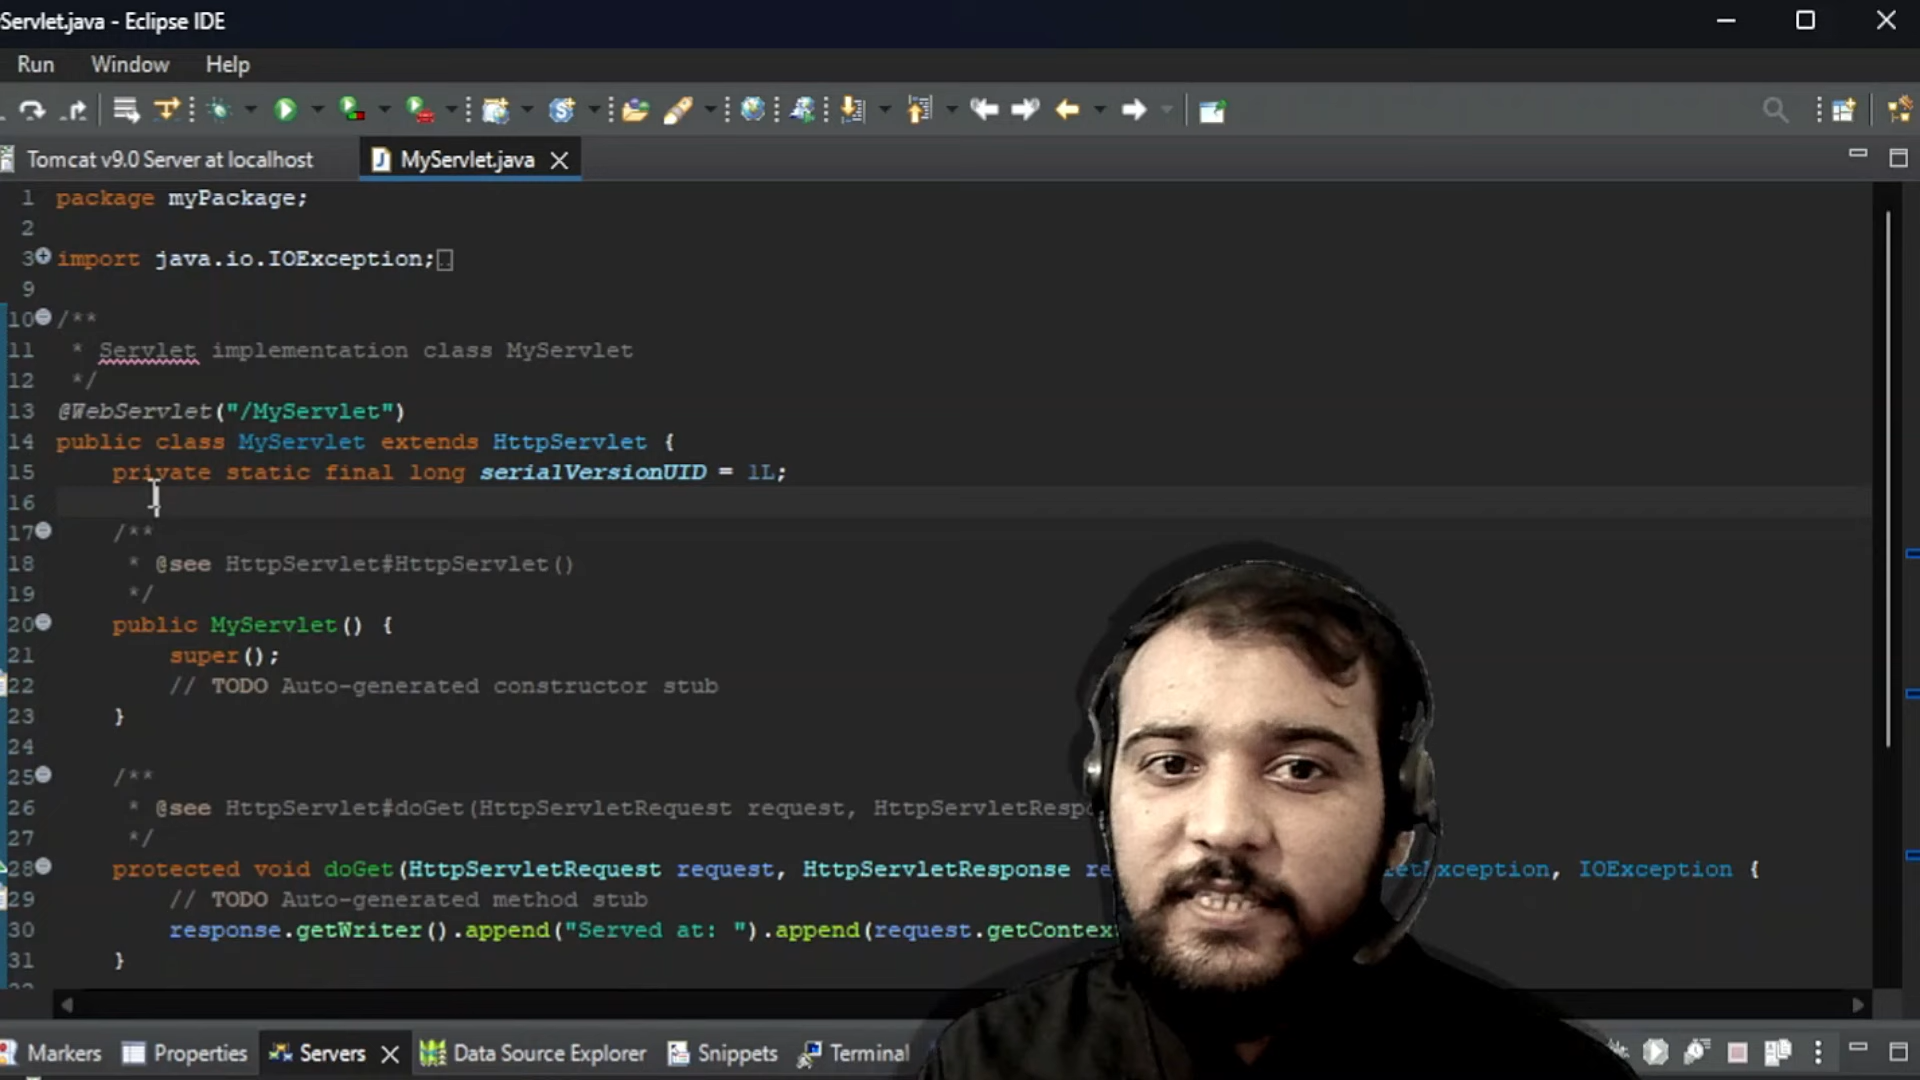 Servlet.java - Eclipse IDE
Run Window Help
Tomcat v9.0 Server at localhost MyServlet.java
1 package myPackage;
2
3 import java.io.IOException;
9
10 /**
11 * Servlet implementation class MyServlet
12 */
13 @WebServlet("/MyServlet")
14 public class MyServlet extends HttpServlet {
15 private static final long serialVersionUID = 1L;
16
17 /**
18 * @see HttpServlet#HttpServlet()
19 */
20 public MyServlet() {
21 super();
22 // TODO Auto-generated constructor stub
23 }
24
25 /**
26 * @see HttpServlet#doGet(HttpServletRequest request, HttpServletRespo
27 */
28 protected void doGet(HttpServletRequest request, HttpServletResponse re etException, IOException {
29 // TODO Auto-generated method stub
30 response.getWriter().append("Served at: ").append(request.getContex
31 }
Markers Properties Servers Data Source Explorer Snippets Terminal